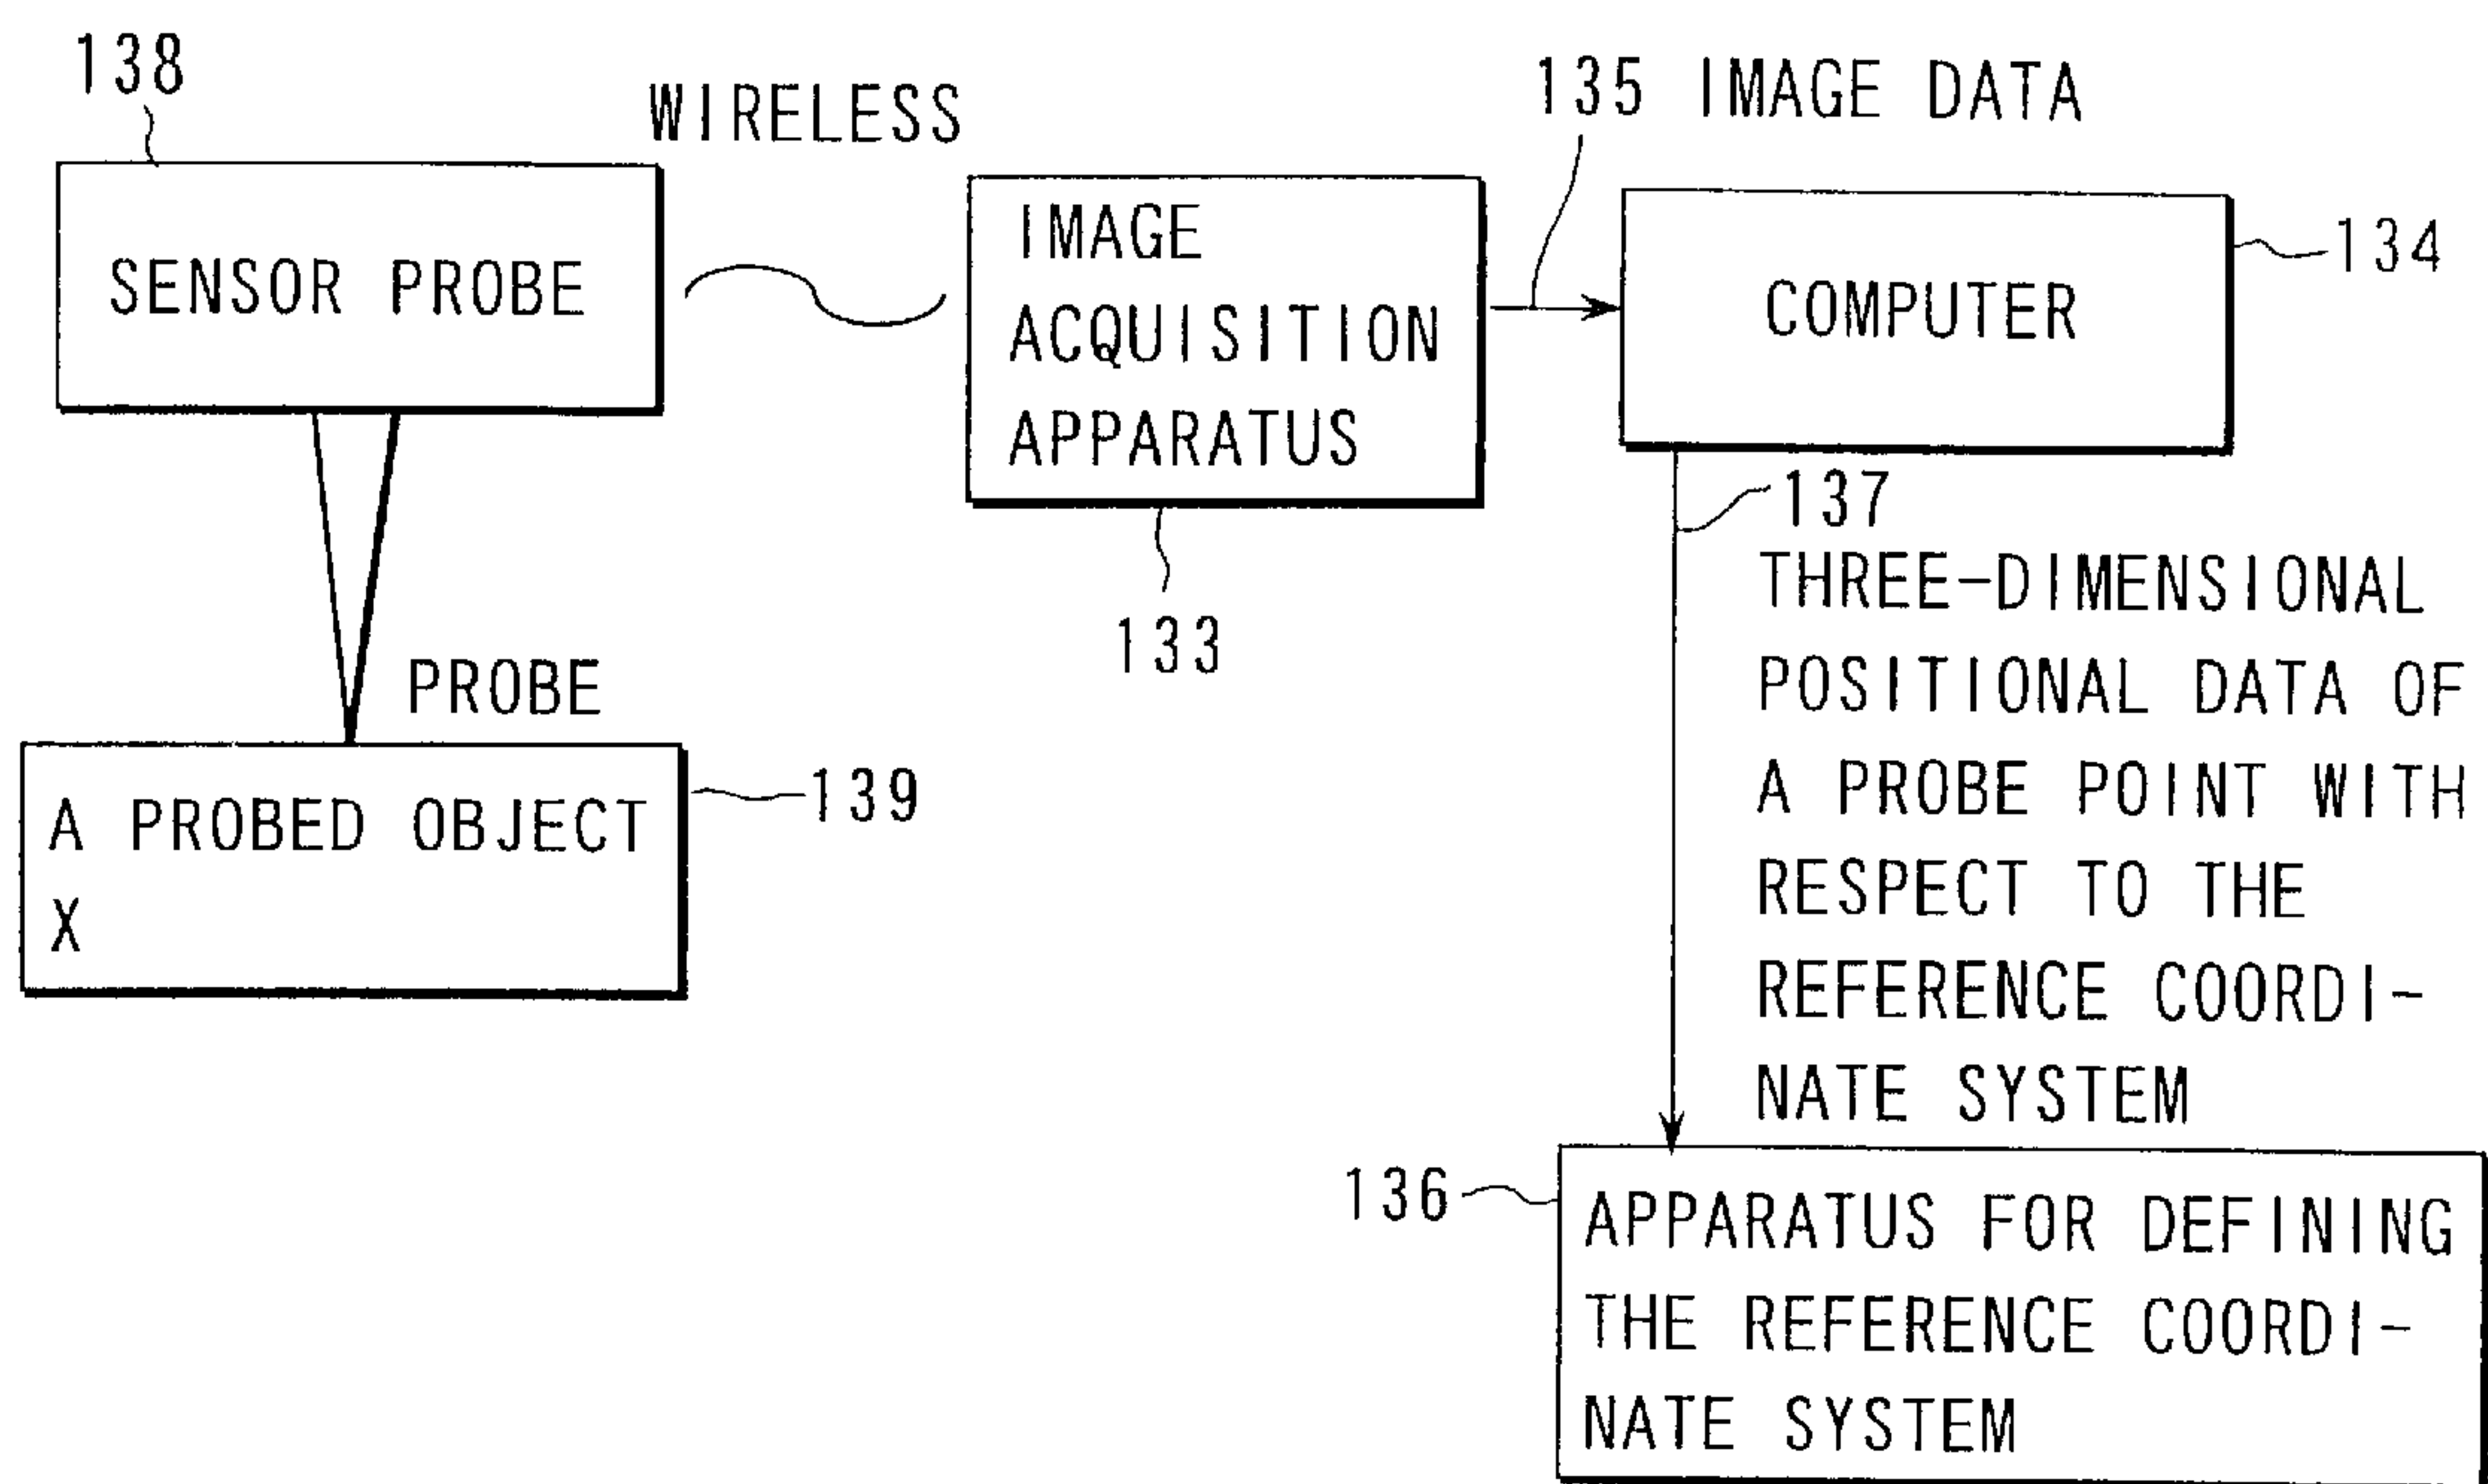 138
WIRELESS
135 IMAGE DATA
SENSOR PROBE
IMAGE
ACQUISITION
APPARATUS
COMPUTER
134
133
137
THREE-DIMENSIONAL
POSITIONAL DATA OF
A PROBE POINT WITH
RESPECT TO THE
REFERENCE COORDI-
NATE SYSTEM
PROBE
A PROBED OBJECT
X
139
136
APPARATUS FOR DEFINING
THE REFERENCE COORDI-
NATE SYSTEM